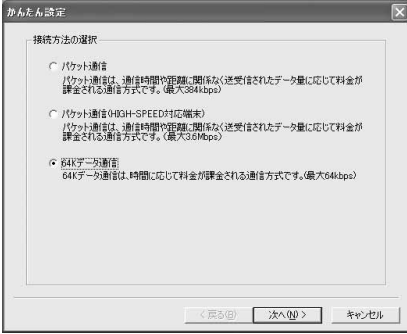 かんたん設定
接続方法の選択
パケット通信
パケット通信は、通信時間や距離に関係なく送受信されたデータ量に応じて料金が
課金される通信方式です。（最大384kbps）
パケット通信（HIGH-SPEED対応端末）
パケット通信は、通信時間や距離に関係なく送受信されたデータ量に応じて料金が
課金される通信方式です。（最大3.6Mbps）
64Kデータ通信
64Kデータ通信は、時間に応じて料金が課金される通信方式です。（最大64kbps）
< 戻る(B)
次へ(N) >
キャンセル